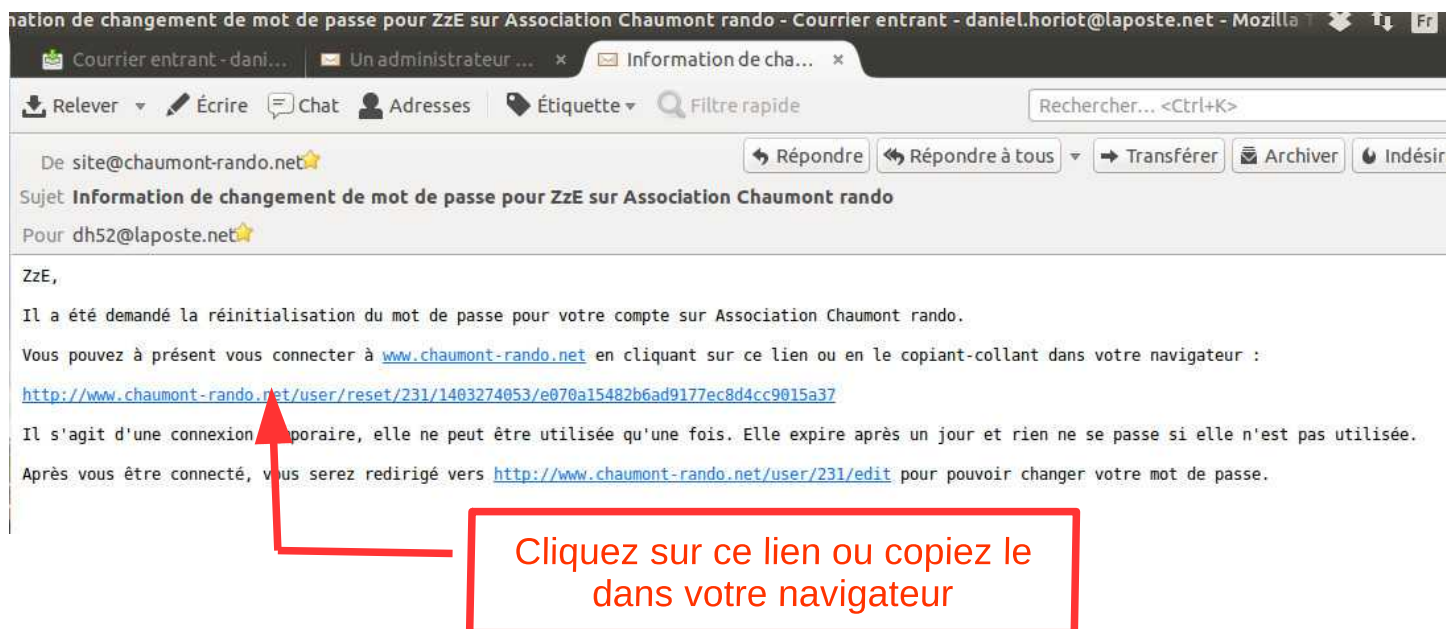 nation de changement de mot de passe pour ZzE sur Association Chaumont rando - Courrier entrant - daniel.horiot@laposte.net - Mozilla T Fr
Courrier entrant - dani... Un administrateur ... × Information de cha... ×
Relever Écrire Chat Adresses Étiquette Filtre rapide Rechercher... <Ctrl+K>
De site@chaumont-rando.net Répondre Répondre à tous Transférer Archiver Indésir
Sujet Information de changement de mot de passe pour ZzE sur Association Chaumont rando
Pour dh52@laposte.net
ZzE,
Il a été demandé la réinitialisation du mot de passe pour votre compte sur Association Chaumont rando.
Vous pouvez à présent vous connecter à www.chaumont-rando.net en cliquant sur ce lien ou en le copiant-collant dans votre navigateur :
http://www.chaumont-rando.net/user/reset/231/1403274053/e070a15482b6ad9177ec8d4cc9015a37
Il s'agit d'une connexion poraire, elle ne peut être utilisée qu'une fois. Elle expire après un jour et rien ne se passe si elle n'est pas utilisée.
Après vous être connecté, vous serez redirigé vers http://www.chaumont-rando.net/user/231/edit pour pouvoir changer votre mot de passe.
Cliquez sur ce lien ou copiez le
dans votre navigateur